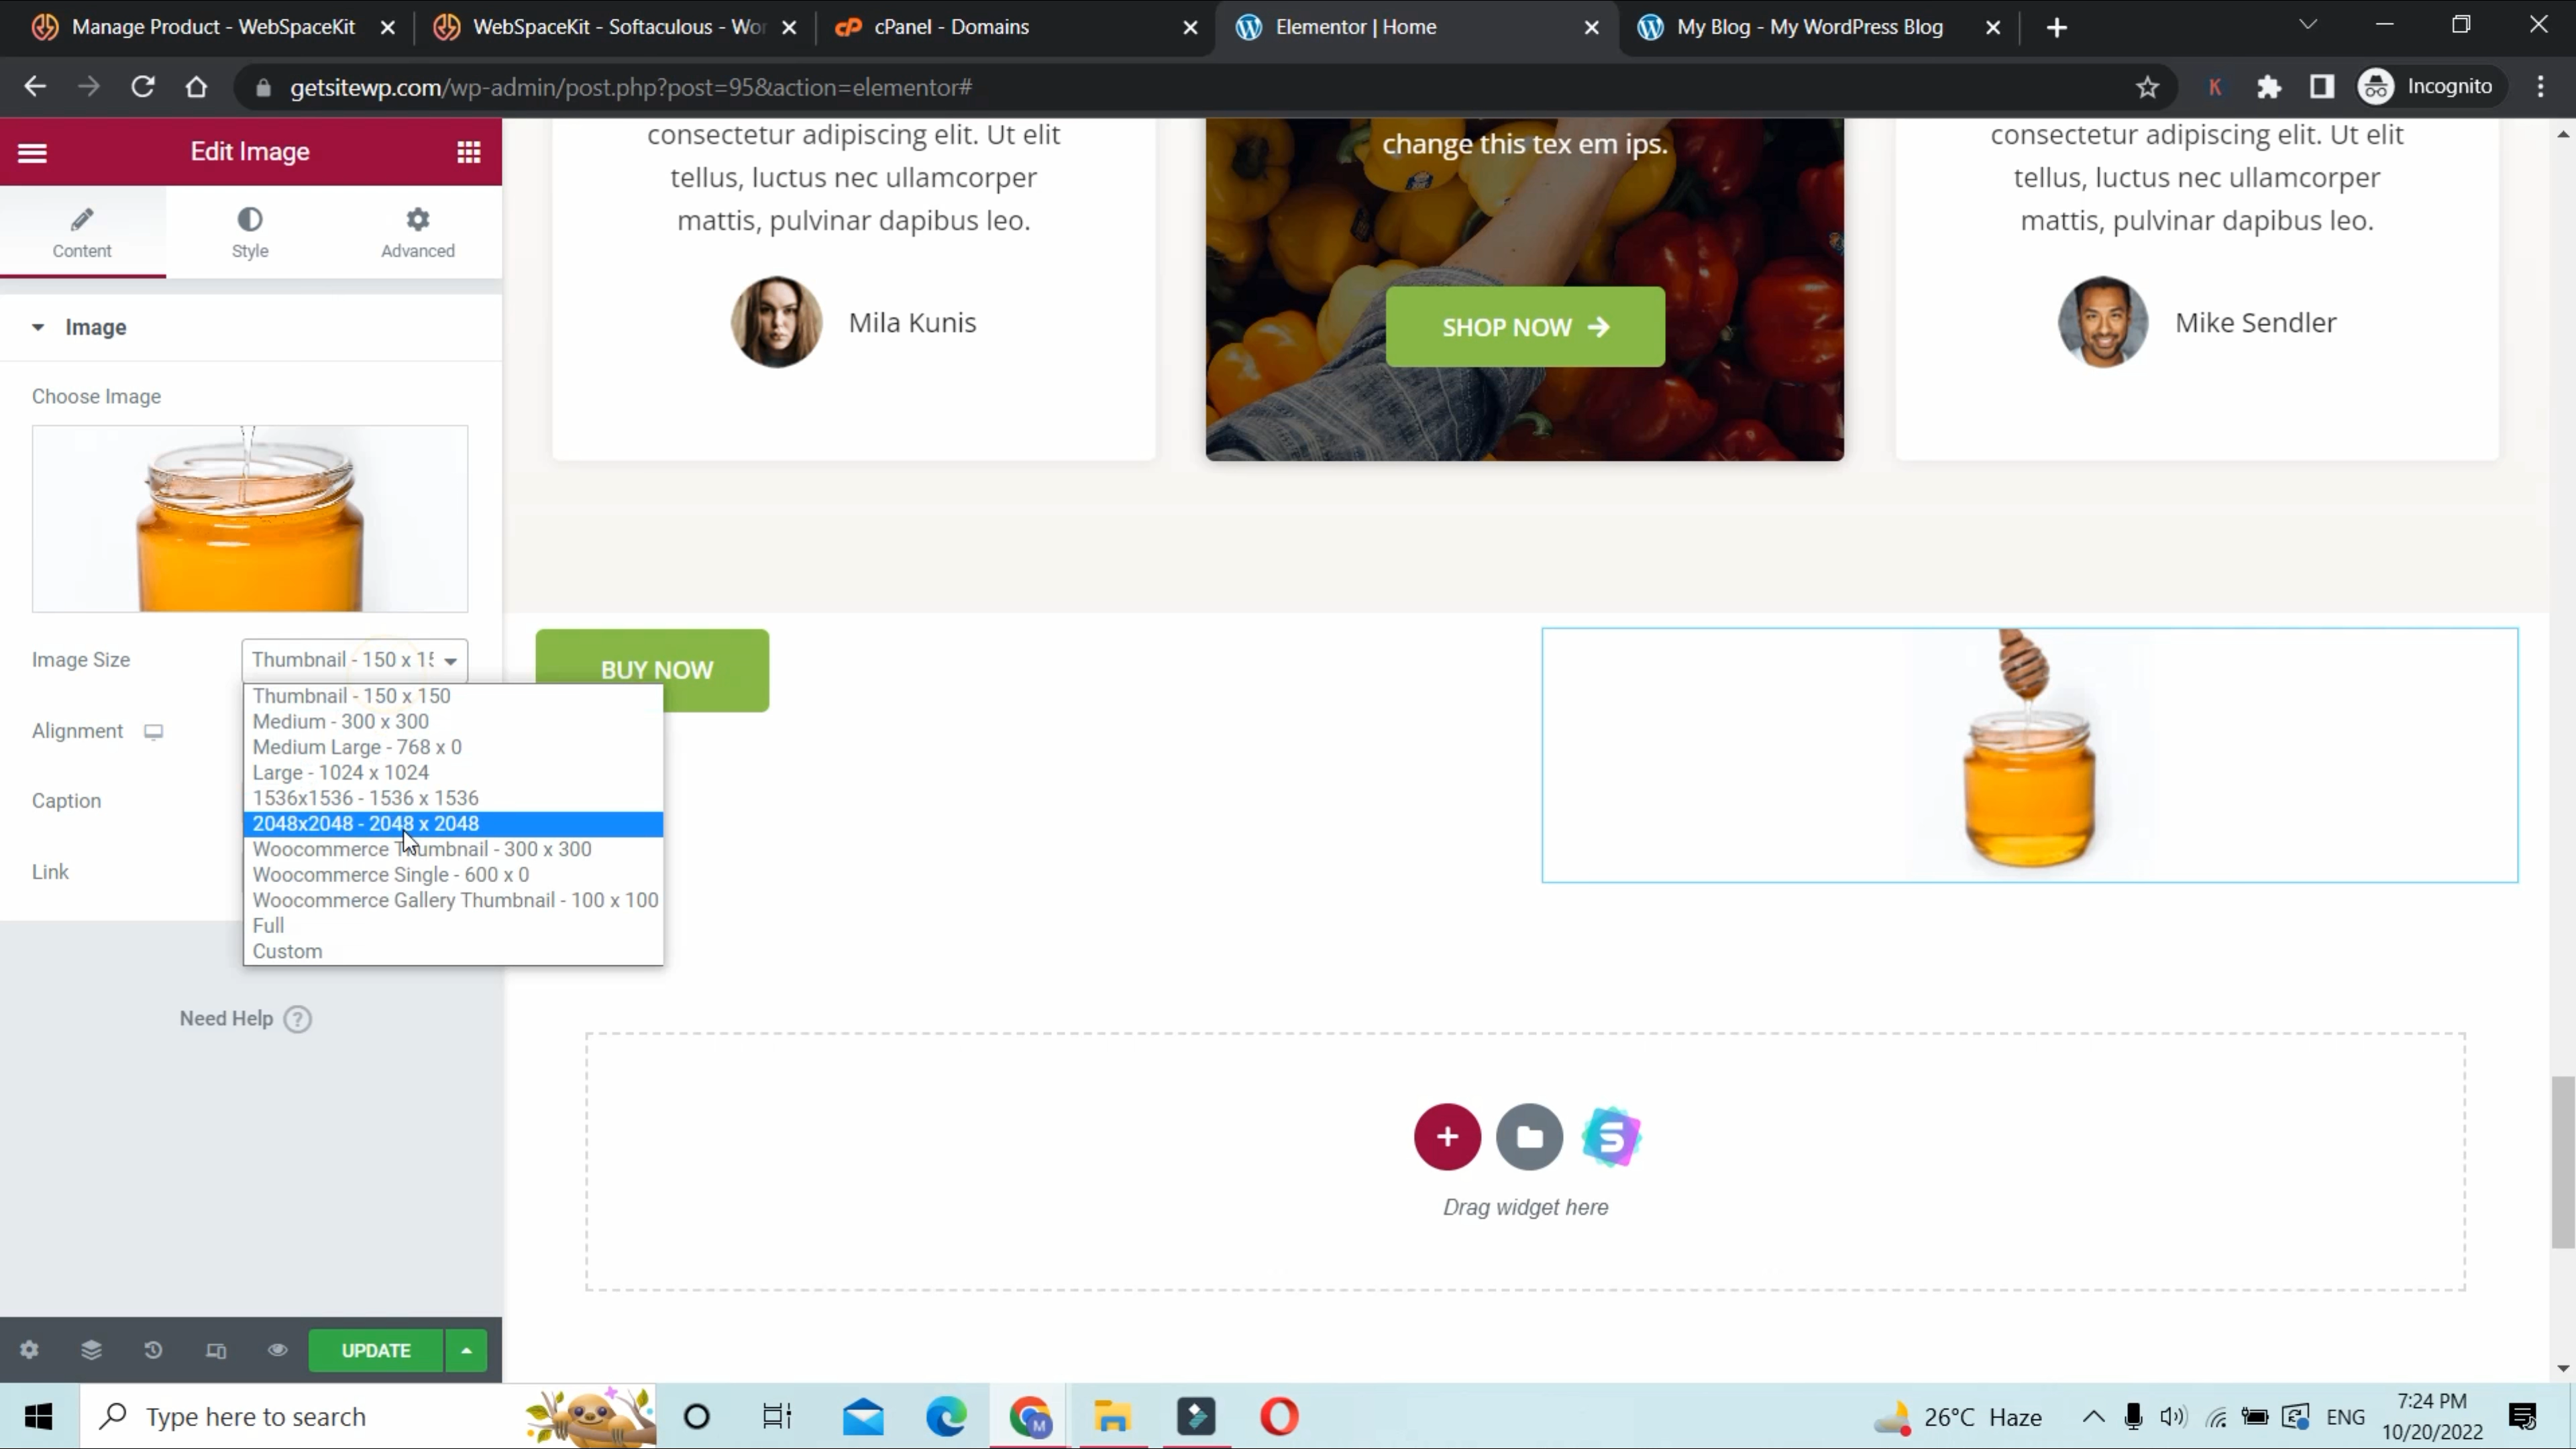 Manage Product - WebSpaceKit
WebSpaceKit - Softaculous - Wor
cPanel - Domains
Elementor | Home
My Blog - My WordPress Blog
getsitewp.com/wp-admin/post.php?post=95&action=elementor#
Incognito
Edit Image
Content
Style
Advanced
Image
Choose Image
Image Size
Thumbnail - 150 x 15
Thumbnail - 150 x 150
Medium - 300 x 300
Medium Large - 768 x 0
Large - 1024 x 1024
1536x1536 - 1536 x 1536
2048x2048 - 2048 x 2048
Woocommerce Thumbnail - 300 x 300
Woocommerce Single - 600 x 0
Woocommerce Gallery Thumbnail - 100 x 100
Full
Custom
Alignment
Caption
Link
Need Help ?
UPDATE
consectetur adipiscing elit. Ut elit
tellus, luctus nec ullamcorper
mattis, pulvinar dapibus leo.
Mila Kunis
change this tex em ips.
SHOP NOW
consectetur adipiscing elit. Ut elit
tellus, luctus nec ullamcorper
mattis, pulvinar dapibus leo.
Mike Sendler
BUY NOW
Drag widget here
Type here to search
26°C Haze
ENG
7:24 PM
10/20/2022